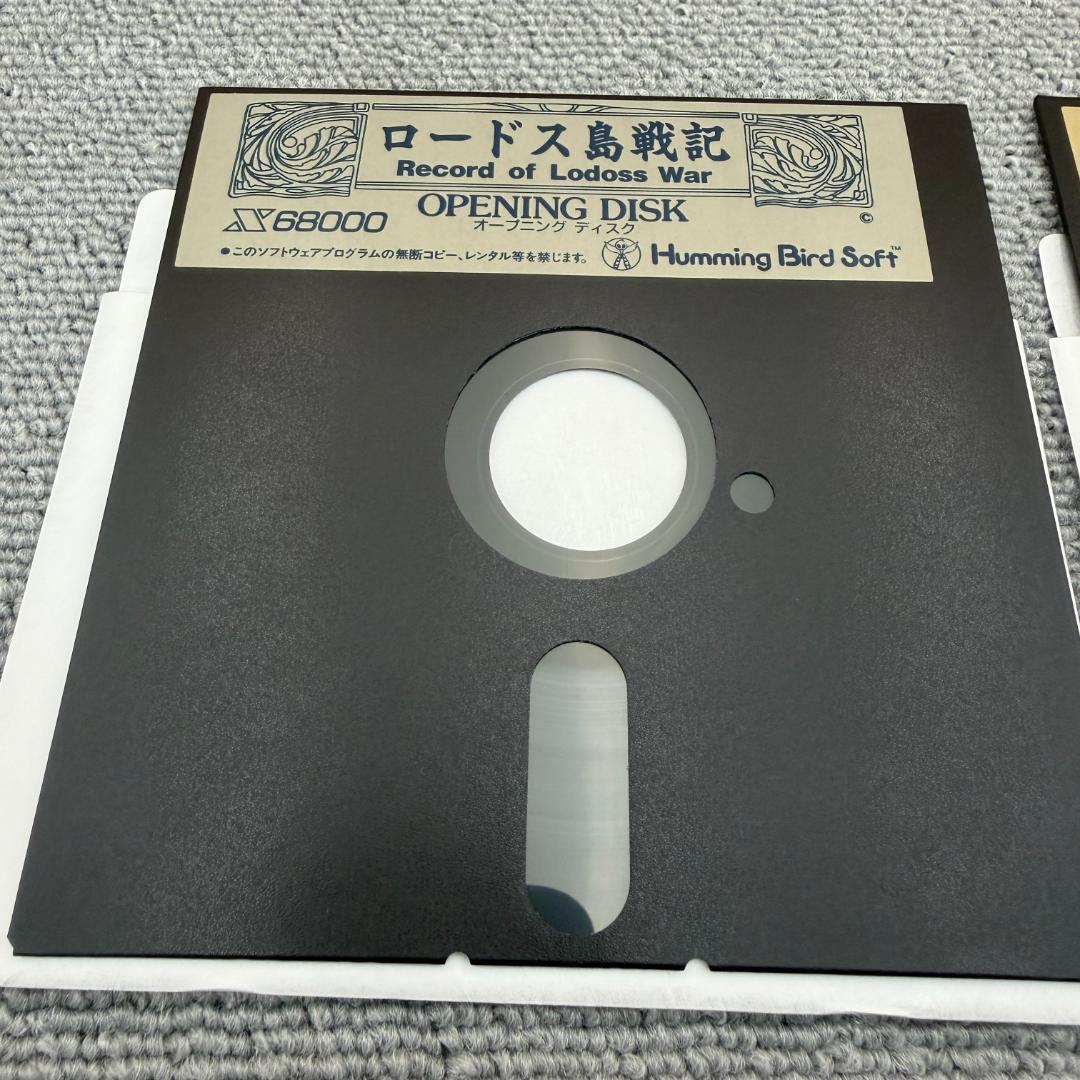 ロードス島戦記
Record of Lodoss War
©
X68000
OPENING DISK
オープニング ディスク
●このソフトウェアプログラムの無断コピー、レンタル等を禁じます。
Humming Bird Soft™